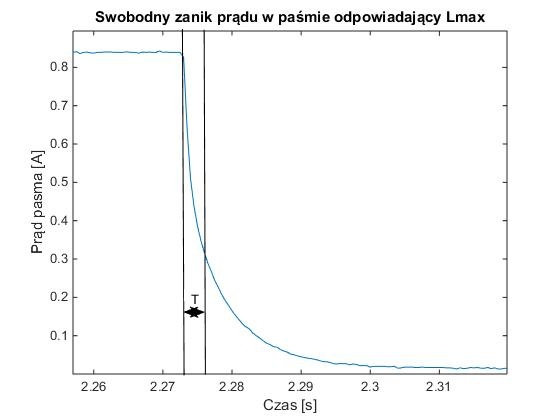 Swobodny zanik prądu w paśmie odpowiadający Lmax
0.8
0.7
0.6
0.5
0.4
0.3
0.2
0.1
Prąd pasma [A]
T
2.26 2.27 2.28 2.29 2.3 2.31
Czas [s]